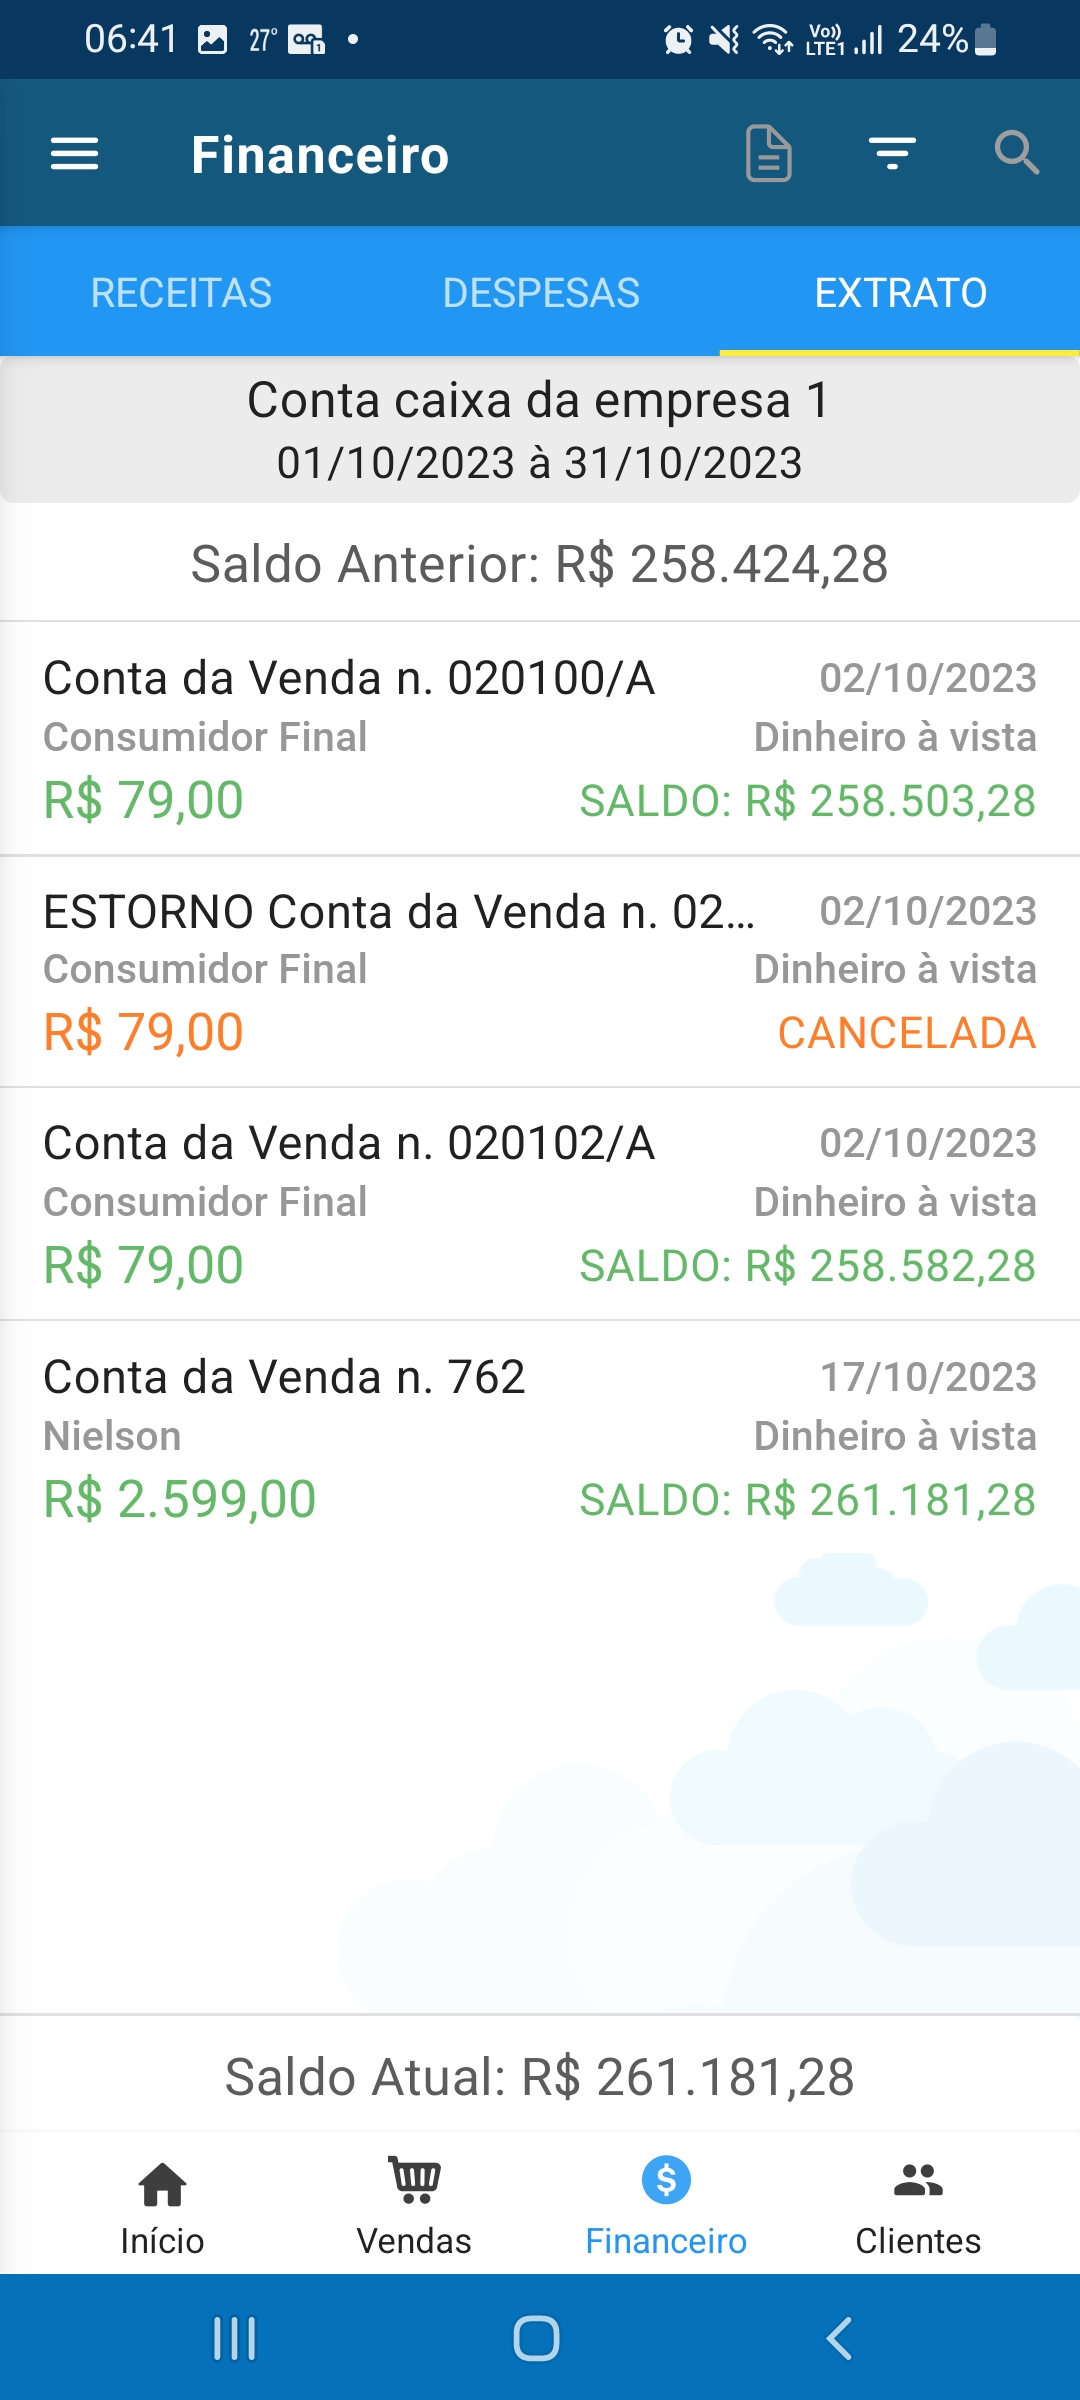 06:41 27° 1 Vo)) LTE1 24%
Financeiro
RECEITAS DESPESAS EXTRATO
Conta caixa da empresa 1
01/10/2023 à 31/10/2023
Saldo Anterior: R$ 258.424,28
Conta da Venda n. 020100/A 02/10/2023
Consumidor Final Dinheiro à vista
R$ 79,00 SALDO: R$ 258.503,28
ESTORNO Conta da Venda n. 02... 02/10/2023
Consumidor Final Dinheiro à vista
R$ 79,00 CANCELADA
Conta da Venda n. 020102/A 02/10/2023
Consumidor Final Dinheiro à vista
R$ 79,00 SALDO: R$ 258.582,28
Conta da Venda n. 762 17/10/2023
Nielson Dinheiro à vista
R$ 2.599,00 SALDO: R$ 261.181,28
Saldo Atual: R$ 261.181,28
Início Vendas Financeiro Clientes